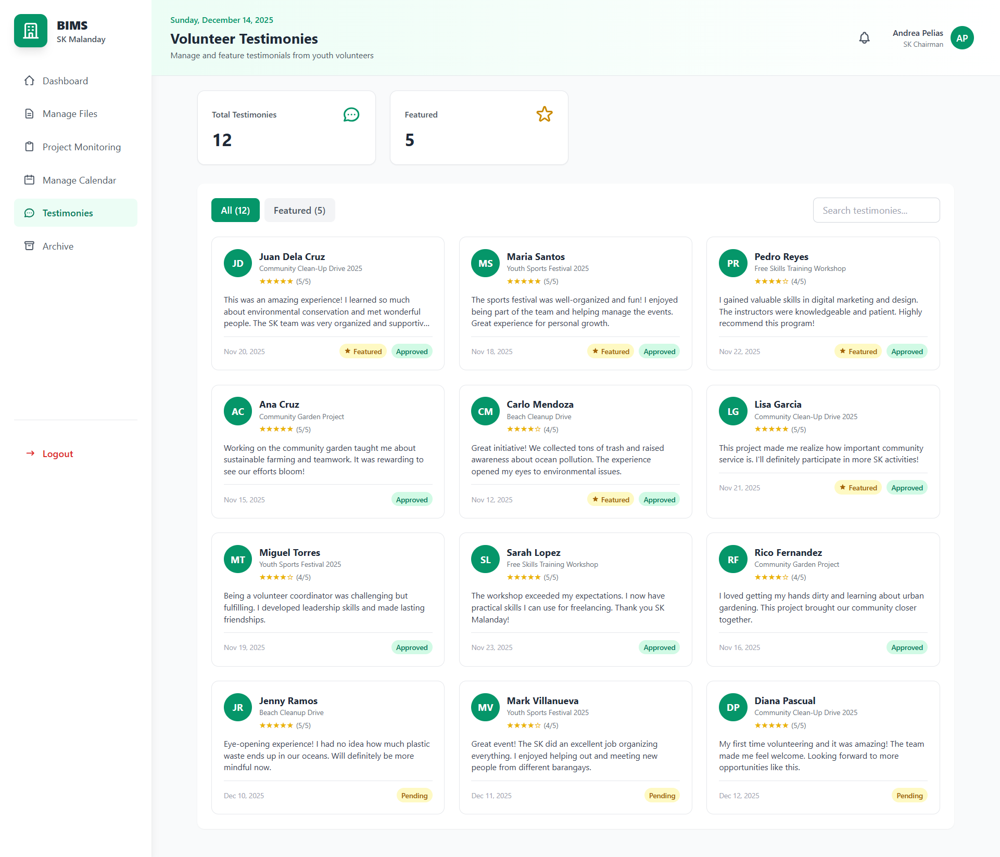 BIMS
SK Malanday
Dashboard
Manage Files
Project Monitoring
Manage Calendar
Testimonies
Archive
Logout
Sunday, December 14, 2025
Volunteer Testimonies
Manage and feature testimonials from youth volunteers
Andrea Pelias
SK Chairman
AP
Total Testimonies
12
Featured
5
All (12)
Featured (5)
Search testimonies...
JD
Juan Dela Cruz
Community Clean-Up Drive 2025
★★★★★ (5/5)
This was an amazing experience! I learned so much
about environmental conservation and met wonderful
people. The SK team was very organized and supportiv...
Nov 20, 2025
★ Featured
Approved
MS
Maria Santos
Youth Sports Festival 2025
★★★★★ (5/5)
The sports festival was well-organized and fun! I enjoyed
being part of the team and helping manage the events.
Great experience for personal growth.
Nov 18, 2025
★ Featured
Approved
PR
Pedro Reyes
Free Skills Training Workshop
★★★★☆ (4/5)
I gained valuable skills in digital marketing and design.
The instructors were knowledgeable and patient. Highly
recommend this program!
Nov 22, 2025
★ Featured
Approved
AC
Ana Cruz
Community Garden Project
★★★★★ (5/5)
Working on the community garden taught me about
sustainable farming and teamwork. It was rewarding to
see our efforts bloom!
Nov 15, 2025
Approved
CM
Carlo Mendoza
Beach Cleanup Drive
★★★★☆ (4/5)
Great initiative! We collected tons of trash and raised
awareness about ocean pollution. The experience
opened my eyes to environmental issues.
Nov 12, 2025
★ Featured
Approved
LG
Lisa Garcia
Community Clean-Up Drive 2025
★★★★★ (5/5)
This project made me realize how important community
service is. I'll definitely participate in more SK activities!
Nov 21, 2025
★ Featured
Approved
MT
Miguel Torres
Youth Sports Festival 2025
★★★★☆ (4/5)
Being a volunteer coordinator was challenging but
fulfilling. I developed leadership skills and made lasting
friendships.
Nov 19, 2025
Approved
SL
Sarah Lopez
Free Skills Training Workshop
★★★★★ (5/5)
The workshop exceeded my expectations. I now have
practical skills I can use for freelancing. Thank you SK
Malanday!
Nov 23, 2025
Approved
RF
Rico Fernandez
Community Garden Project
★★★★☆ (4/5)
I loved getting my hands dirty and learning about urban
gardening. This project brought our community closer
together.
Nov 16, 2025
Approved
JR
Jenny Ramos
Beach Cleanup Drive
★★★★★ (5/5)
Eye-opening experience! I had no idea how much plastic
waste ends up in our oceans. Will definitely be more
mindful now.
Dec 10, 2025
Pending
MV
Mark Villanueva
Youth Sports Festival 2025
★★★★☆ (4/5)
Great event! The SK did an excellent job organizing
everything. I enjoyed helping out and meeting new
people from different barangays.
Dec 11, 2025
Pending
DP
Diana Pascual
Community Clean-Up Drive 2025
★★★★★ (5/5)
My first time volunteering and it was amazing! The team
made me feel welcome. Looking forward to more
opportunities like this.
Dec 12, 2025
Pending